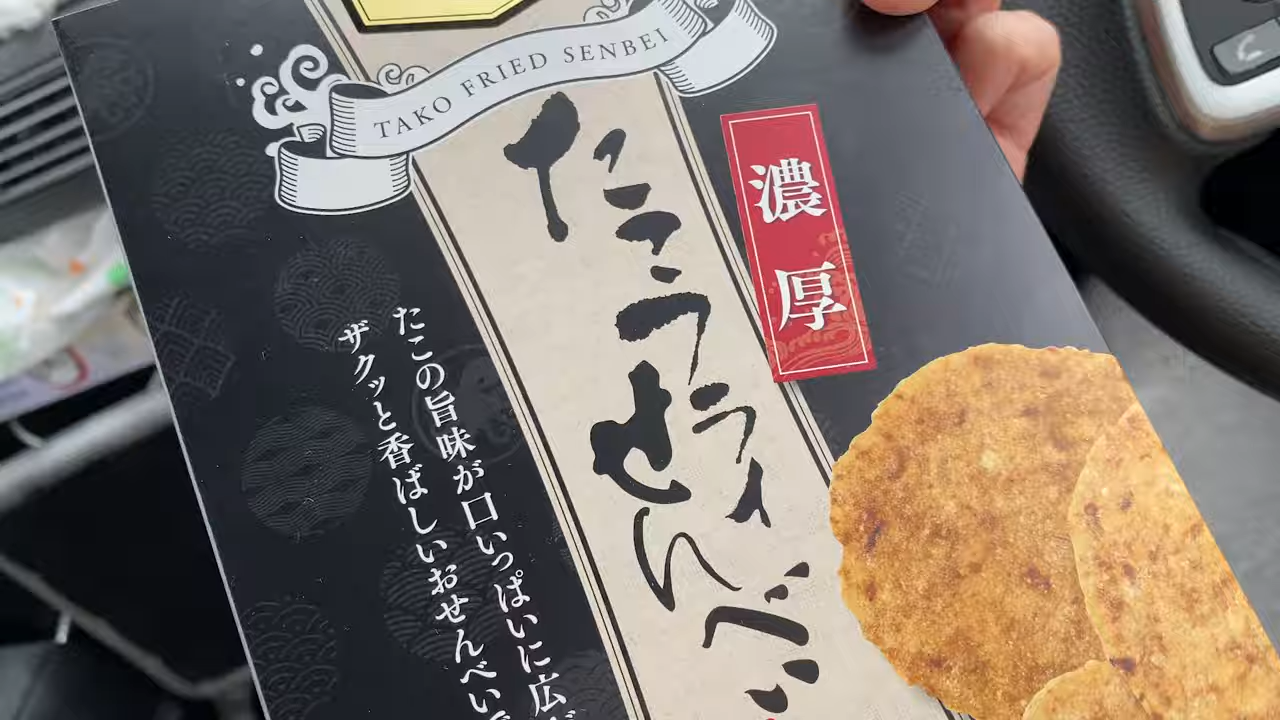 TAKO FRIED SENBEI
濃厚
たこフライ
せんべい
たこの旨味が口いっぱいに広が
ザクッと香ばしいおせんべい